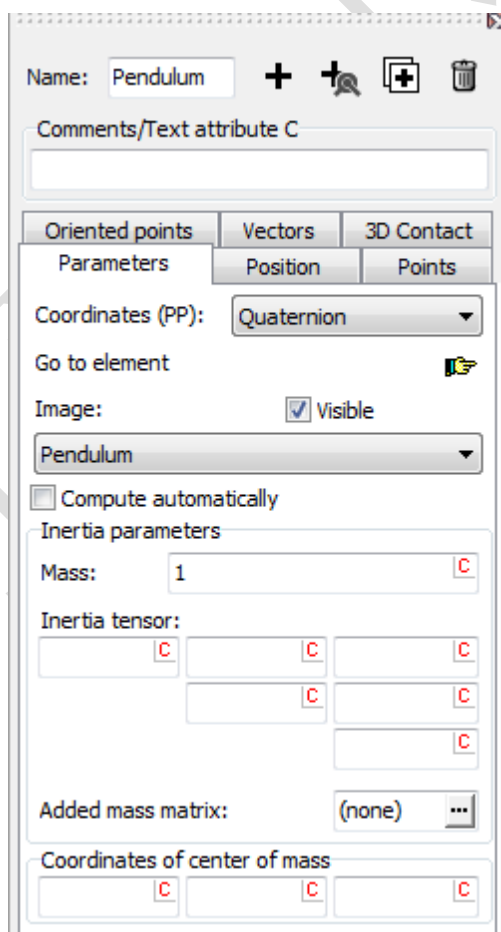 Name: Pendulum
Comments/Text attribute C
Oriented points Vectors 3D Contact
Parameters Position Points
Coordinates (PP): Quaternion
Go to element
Image: Visible
Pendulum
Compute automatically
Inertia parameters
Mass: 1 C
Inertia tensor:
C C C
C C
C
Added mass matrix: (none) ...
Coordinates of center of mass
C C C